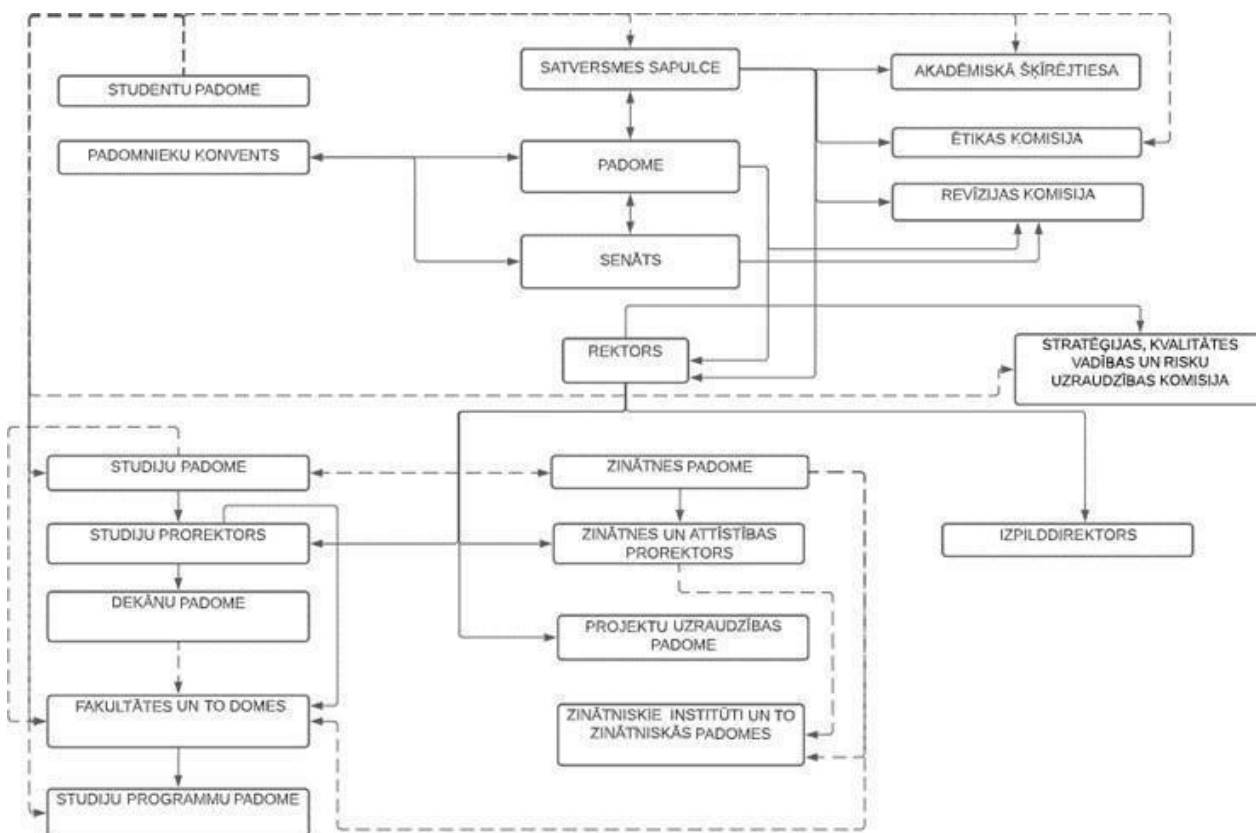 SATVERSMES SAPULCE
AKADĒMISKĀ ŠĶĪRĒJTIESA
STUDENTU PADOME
PADOMNIEKU KONVENTS
PADOME
ĒTIKAS KOMISIJA
REVĪZIJAS KOMISIJA
SENĀTS
REKTORS
STRATĒĢIJAS, KVALITĀTES
VADĪBAS UN RISKU
UZRAUDZĪBAS KOMISIJA
STUDIJU PADOME
ZINĀTNES PADOME
STUDIJU PROREKTORS
ZINĀTNES UN ATTĪSTĪBAS
PROREKTORS
IZPILDDIREKTORS
DEKĀNU PADOME
PROJEKTU UZRAUDZĪBAS
PADOME
FAKULTĀTES UN TO DOMES
ZINĀTNISKIE INSTITŪTI UN TO
ZINĀTNISKĀS PADOMES
STUDIJU PROGRAMMU PADOME